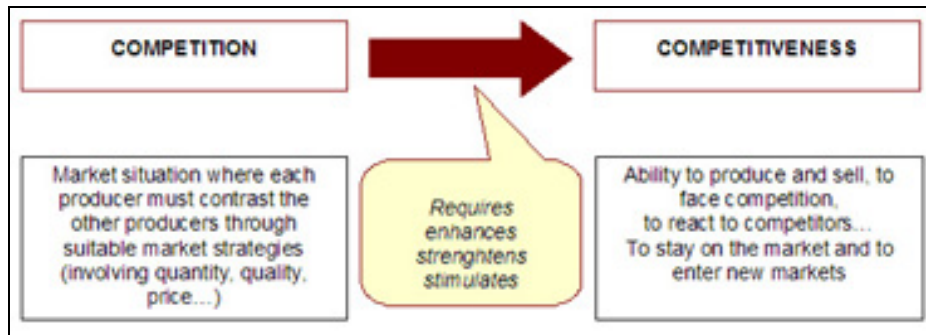 COMPETITION
COMPETITIVENESS
Market situation where each
producer must contrast the
other producers through
suitable market strategies
(involving quantity, quality,
price...)
Requires
enhances
strenghtens
stimulates
Ability to produce and sell, to
face competition,
to react to competitors...
To stay on the market and to
enter new markets